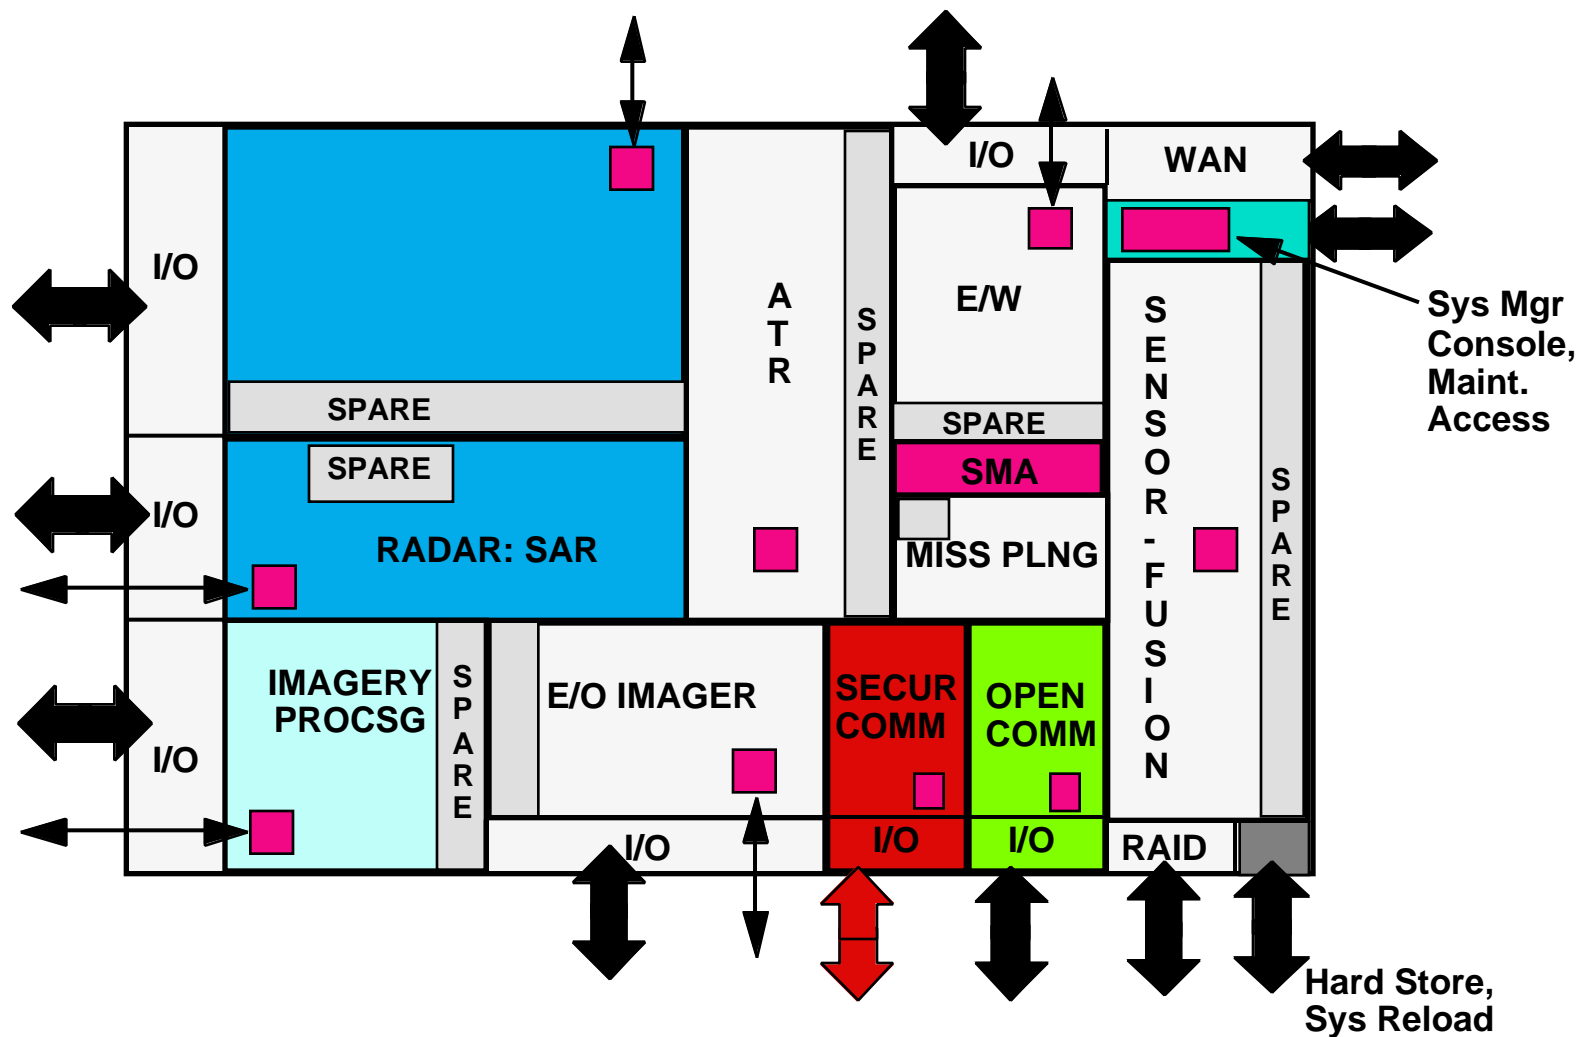 I/O
WAN
I/O
A
T
R
S
P
A
R
E
E/W
S
E
N
S
O
R
-
F
U
S
I
O
N
Sys Mgr
Console,
Maint.
Access
SPARE
SPARE
SPARE
SMA
S
P
A
R
E
I/O
RADAR: SAR
MISS PLNG
IMAGERY
PROCSG
S
P
A
R
E
E/O IMAGER
SECUR
COMM
OPEN
COMM
I/O
I/O
I/O
I/O
RAID
Hard Store,
Sys Reload